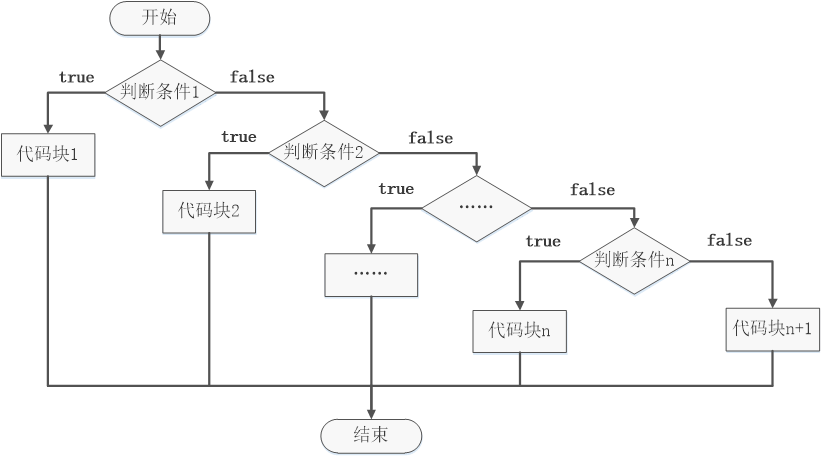 开始
true
false
判断条件1
true
false
代码块1
判断条件2
true
false
代码块2
……
true
false
……
判断条件n
代码块n
代码块n+1
结束